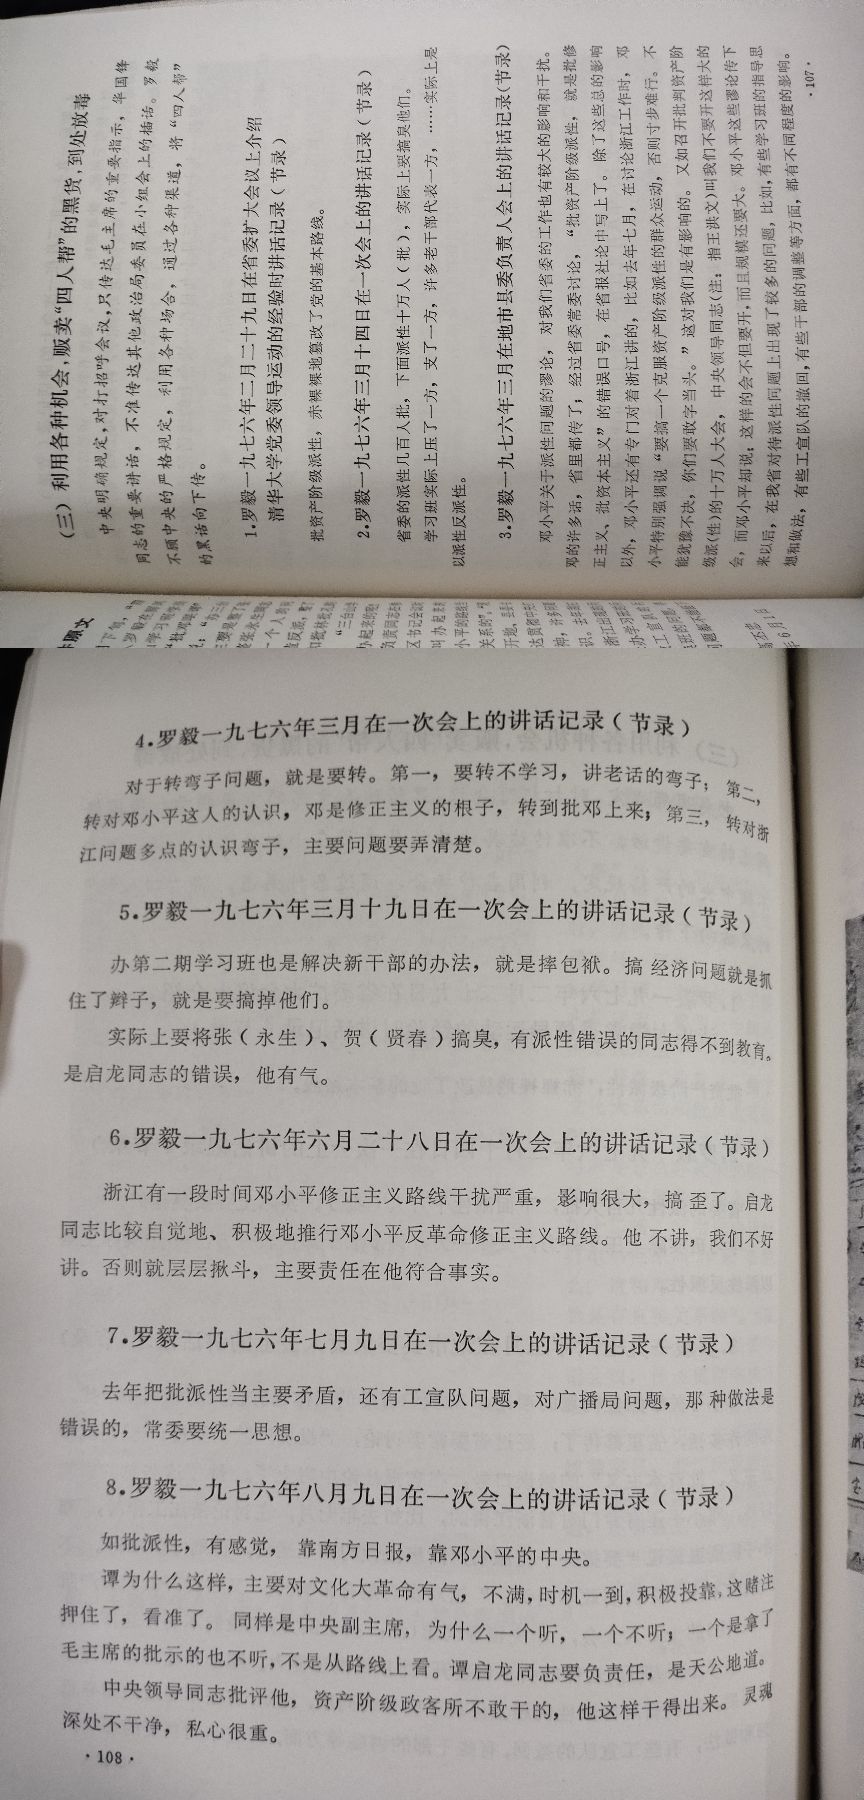 （三）利用各种机会，贩卖“四人帮”的黑货，到处放毒
中央明确规定，对打招呼会议，只传达毛主席的重要指示，华国锋
同志的重要讲话，不准传达其他政治局委员在小组会上的插话。罗毅
不顾中央的严格规定，利用各种场合，通过各种渠道，将“四人帮”
的黑话向下传。
1.罗毅一九七六年二月二十九日在省委扩大会议上介绍
清华大学党委领导运动的经验时讲话记录（节录）
批资产阶级派性，赤裸裸地篡改了党的基本路线。
2.罗毅一九七六年三月十四日在一次会上的讲话记录（节录）
省委的派性几百人批，下面派性十万人（批），实际上要搞臭他们。
学习班实际上压了一方，支了一方，许多老干部代表一方，……实际上是
以派性反派性。
3.罗毅一九七六年三月在地市县委负责人会上的讲话记录（节录）
邓小平关于派性问题的谬论，对我们省委的工作也有较大的影响和干扰。
邓的许多话，省里都传了；经过省委常委讨论，“批资产阶级派性，就是批修
正主义、批资本主义”的错误口号，在省报社论中写上了。除了这些总的影响
以外，邓小平还有专门对着浙江讲的，比如去年七月，在讨论浙江工作时，邓
小平特别强调说“要搞一个克服资产阶级派性的群众运动，否则寸步难行。不
能犹豫不决，你们要敢字当头。”这对我们是有影响的。又如召开批判资产阶
级派（性）的十万人大会，中央领导同志（注：指王洪文）叫我们不要开这样大的
会，而邓小平却说：这样的会不但要开，而且规模还要大。邓小平这些谬论传下
来以后，在我省对待派性问题上出现了较多的问题，比如，有些学习班的指导思
想和做法，有些工宣队的撤回，有些干部的调整等方面，都有不同程度的影响。
·107·
4.罗毅一九七六年三月在一次会上的讲话记录（节录）
对于转弯子问题，就是要转。第一，要转不学习，讲老话的弯子；第二，
转对邓小平这人的认识，邓是修正主义的根子，转到批邓上来；第三，转对浙
江问题多点的认识弯子，主要问题要弄清楚。
5.罗毅一九七六年三月十九日在一次会上的讲话记录（节录）
办第二期学习班也是解决新干部的办法，就是摔包袱。搞经济问题就是抓
住了辫子，就是要搞掉他们。
实际上要将张（永生）、贺（贤春）搞臭，有派性错误的同志得不到教育。
是启龙同志的错误，他有气。
6.罗毅一九七六年六月二十八日在一次会上的讲话记录（节录）
浙江有一段时间邓小平修正主义路线干扰严重，影响很大，搞歪了。启龙
同志比较自觉地、积极地推行邓小平反革命修正主义路线。他不讲，我们不好
讲。否则就层层揪斗，主要责任在他符合事实。
7.罗毅一九七六年七月九日在一次会上的讲话记录（节录）
去年把批派性当主要矛盾，还有工宣队问题，对广播局问题，那种做法是
错误的，常委要统一思想。
8.罗毅一九七六年八月九日在一次会上的讲话记录（节录）
如批派性，有感觉，靠南方日报，靠邓小平的中央。
谭为什么这样，主要对文化大革命有气，不满，时机一到，积极投靠，这赌注
押住了，看准了。同样是中央副主席，为什么一个听，一个不听；一个是拿了
毛主席的批示的也不听，不是从路线上看。谭启龙同志要负责任，是天公地道。
中央领导同志批评他，资产阶级政客所不敢干的，他这样干得出来。灵魂
深处不干净，私心很重。
·108·